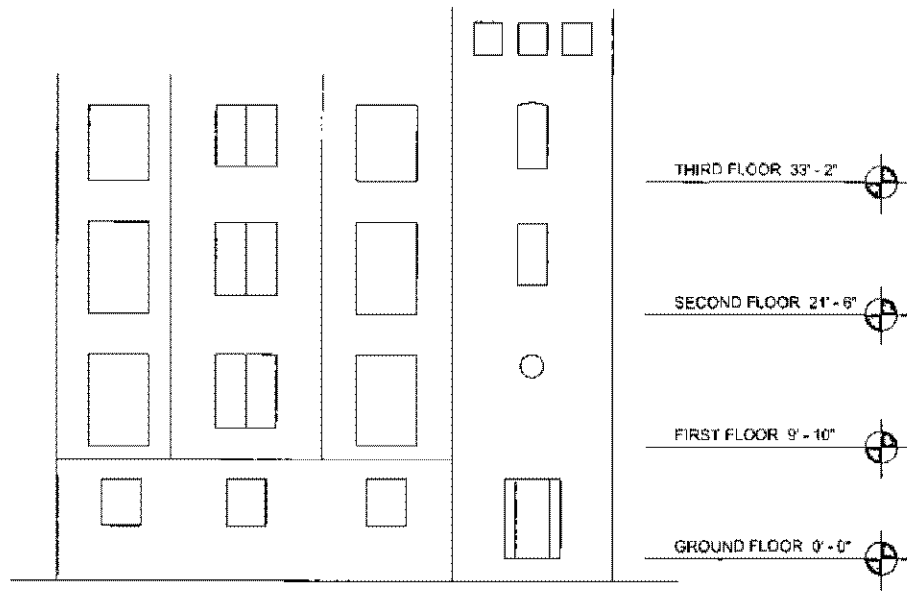 THIRD FLOOR 33' - 2"
SECOND FLOOR 21' - 6"
FIRST FLOOR 9' - 10"
GROUND FLOOR 0' - 0"